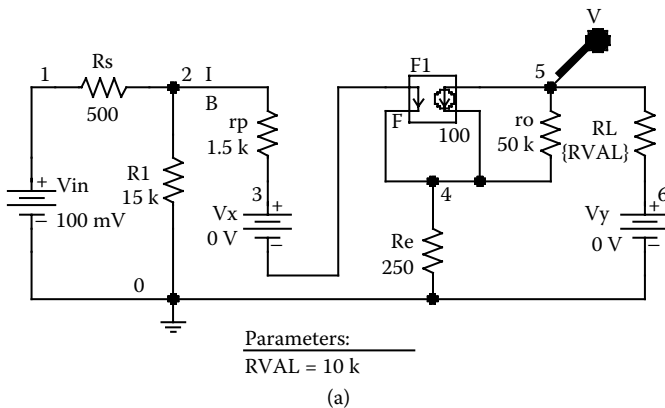 V
1
Rs
500
2
I
B
F1
5
rp
1.5 k
F
100
ro
50 k
RL
{RVAL}
R1
15 k
+
Vin
−
100 mV
3
+
Vx
0 V
−
4
Re
250
6
+
Vy
0 V
−
0
Parameters:
RVAL = 10 k
(a)